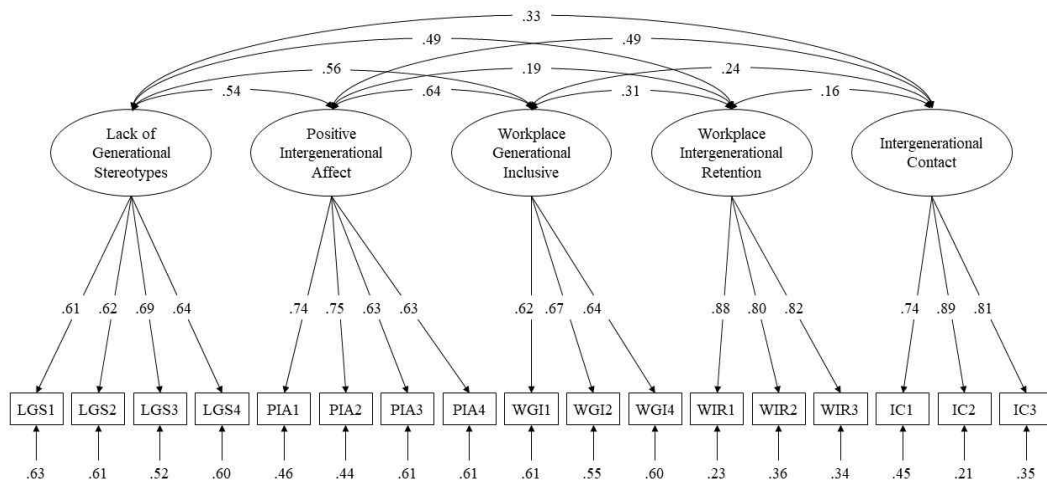 .33
.49 .49
.56 .19 .24
.54 .64 .31 .16
Lack of
Generational
Stereotypes
Positive
Intergenerational
Affect
Workplace
Generational
Inclusive
Workplace
Intergenerational
Retention
Intergenerational
Contact
.61 .62 .69 .64 .74 .75 .63 .63 .62 .67 .64 .88 .80 .82 .74 .89 .81
LGS1 LGS2 LGS3 LGS4 PIA1 PIA2 PIA3 PIA4 WGI1 WGI2 WGI4 WIR1 WIR2 WIR3 IC1 IC2 IC3
.63 .61 .52 .60 .46 .44 .61 .61 .61 .55 .60 .23 .36 .34 .45 .21 .35